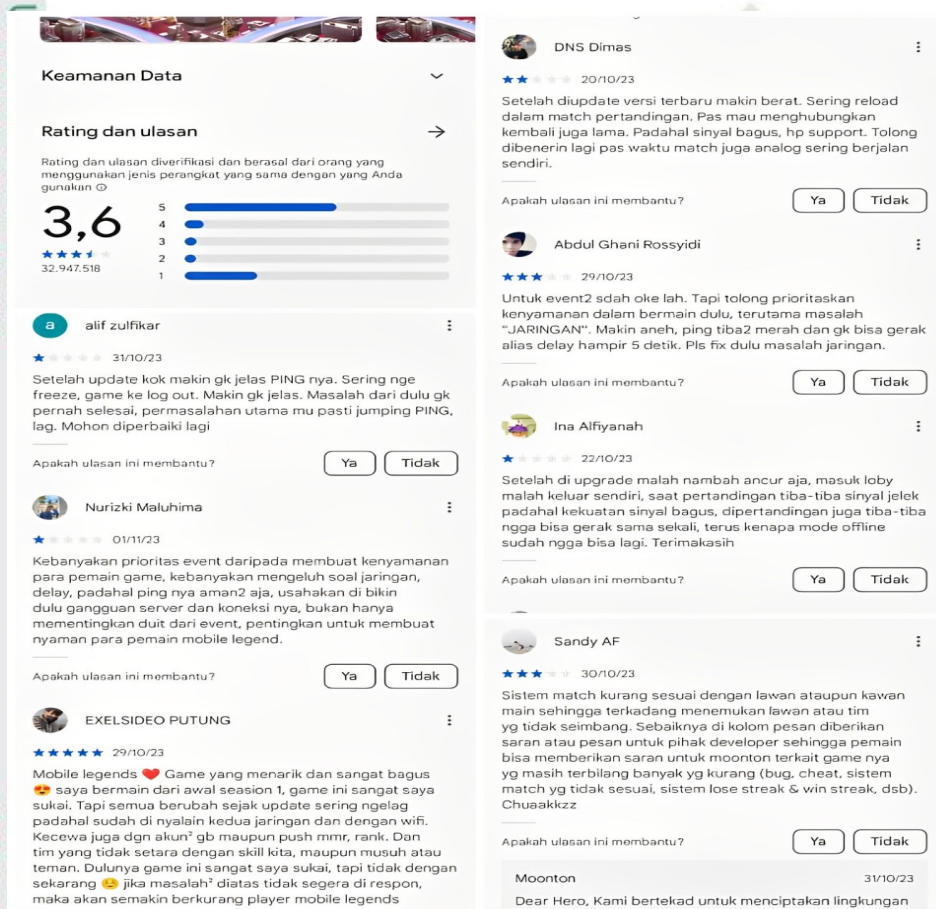 Keamanan Data
Rating dan ulasan
Rating dan ulasan diverifikasi dan berasal dari orang yang
menggunakan jenis perangkat yang sama dengan yang Anda
gunakan
3,6
5
4
3
2
1
32.947.518
a
alif zulfikar
31/10/23
Setelah update kok makin gk jelas PING nya. Sering nge
freeze, game ke log out. Makin gk jelas. Masalah dari dulu gk
pernah selesai, permasalahan utama mu pasti jumping PING,
lag. Mohon diperbaiki lagi
Apakah ulasan ini membantu?
Ya
Tidak
Nurizki Maluhima
01/11/23
Kebanyakan prioritas event daripada membuat kenyamanan
para pemain game, kebanyakan mengeluh soal jaringan,
delay, padahal ping nya aman2 aja, usahakan di bikin
dulu gangguan server dan koneksi nya, bukan hanya
mementingkan duit dari event, pentingkan untuk membuat
nyaman para pemain mobile legend.
Apakah ulasan ini membantu?
Ya
Tidak
EXELSIDEO PUTUNG
29/10/23
Mobile legends ❤️ Game yang menarik dan sangat bagus
😍 saya bermain dari awal seasion 1, game ini sangat saya
sukai. Tapi semua berubah sejak update sering ngelag
padahal sudah di nyalain kedua jaringan dan dengan wifi.
Kecewa juga dgn akun² gb maupun push mmr, rank. Dan
tim yang tidak setara dengan skill kita, maupun musuh atau
teman. Dulunya game ini sangat saya sukai, tapi tidak dengan
sekarang 😕 jika masalah² diatas tidak segera di respon,
maka akan semakin berkurang player mobile legends
DNS Dimas
20/10/23
Setelah diupdate versi terbaru makin berat. Sering reload
dalam match pertandingan. Pas mau menghubungkan
kembali juga lama. Padahal sinyal bagus, hp support. Tolong
dibenerin lagi pas waktu match juga analog sering berjalan
sendiri.
Apakah ulasan ini membantu?
Ya
Tidak
Abdul Ghani Rossyidi
29/10/23
Untuk event2 sdah oke lah. Tapi tolong prioritaskan
kenyamanan dalam bermain dulu, terutama masalah
"JARINGAN". Makin aneh, ping tiba2 merah dan gk bisa gerak
alias delay hampir 5 detik. Pls fix dulu masalah jaringan.
Apakah ulasan ini membantu?
Ya
Tidak
Ina Alfiyanah
22/10/23
Setelah di upgrade malah nambah ancur aja, masuk loby
malah keluar sendiri, saat pertandingan tiba-tiba sinyal jelek
padahal kekuatan sinyal bagus, dipertandingan juga tiba-tiba
ngga bisa gerak sama sekali, terus kenapa mode offline
sudah ngga bisa lagi. Terimakasih
Apakah ulasan ini membantu?
Ya
Tidak
Sandy AF
30/10/23
Sistem match kurang sesuai dengan lawan ataupun kawan
main sehingga terkadang menemukan lawan atau tim
yg tidak seimbang. Sebaiknya di kolom pesan diberikan
saran atau pesan untuk pihak developer sehingga pemain
bisa memberikan saran untuk moonton terkait game nya
yg masih terbilang banyak yg kurang (bug, cheat, sistem
match yg tidak sesuai, sistem lose streak & win streak, dsb).
Chuaakkzz
Apakah ulasan ini membantu?
Ya
Tidak
Moonton
31/10/23
Dear Hero, Kami bertekad untuk menciptakan lingkungan